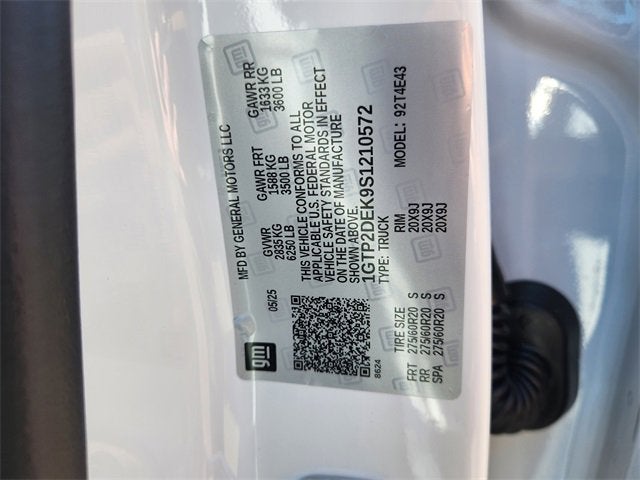 MFD BY GENERAL MOTORS LLC
05/25 GVWR GAWR FRT GAWR RR
2835 KG 1588 KG 1633 KG
6250 LB 3500 LB 3600 LB
THIS VEHICLE CONFORMS TO ALL
APPLICABLE U.S. FEDERAL MOTOR
VEHICLE SAFETY STANDARDS IN EFFECT
ON THE DATE OF MANUFACTURE
SHOWN ABOVE.
1GTP2DEK9S1210572
TYPE: TRUCK MODEL: 92T4E43
8624
TIRE SIZE RIM
FRT 275/60R20 S 20X9J
RR 275/60R20 S 20X9J
SPA 275/60R20 S 20X9J
gm